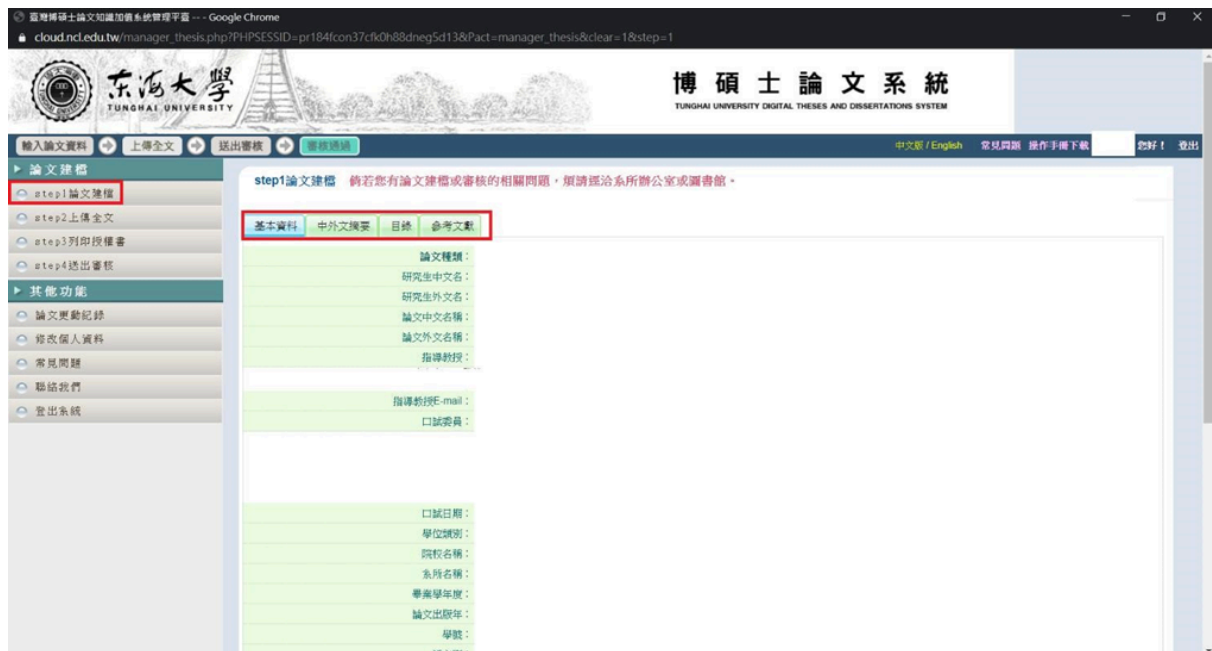 臺灣博碩士論文知識加值系統管理平臺 -- - Google Chrome
cloud.ncl.edu.tw/manager_thesis.php?PHPSESSID=pr184fcon37cfk0h88dneg5d13&Pact=manager_thesis&clear=1&step=1
東海大學
TUNGHAI UNIVERSITY
博碩士論文系統
TUNGHAI UNIVERSITY DIGITAL THESES AND DISSERTATIONS SYSTEM
輸入論文資料 上傳全文 送出審核 審核通過 中文版 / English 常見問題 操作手冊下載 您好！ 登出
論文建檔
step1論文建檔
step2上傳全文
step3列印授權書
step4送出審核
其他功能
論文更動紀錄
修改個人資料
常見問題
聯絡我們
登出系統
step1論文建檔 倘若您有論文建檔或審核的相關問題，煩請逕洽系所辦公室或圖書館。
基本資料 中外文摘要 目錄 參考文獻
論文種類：
研究生中文名：
研究生外文名：
論文中文名稱：
論文外文名稱：
指導教授：
指導教授E-mail：
口試委員：
口試日期：
學位類別：
院校名稱：
系所名稱：
畢業學年度：
論文出版年：
學號：